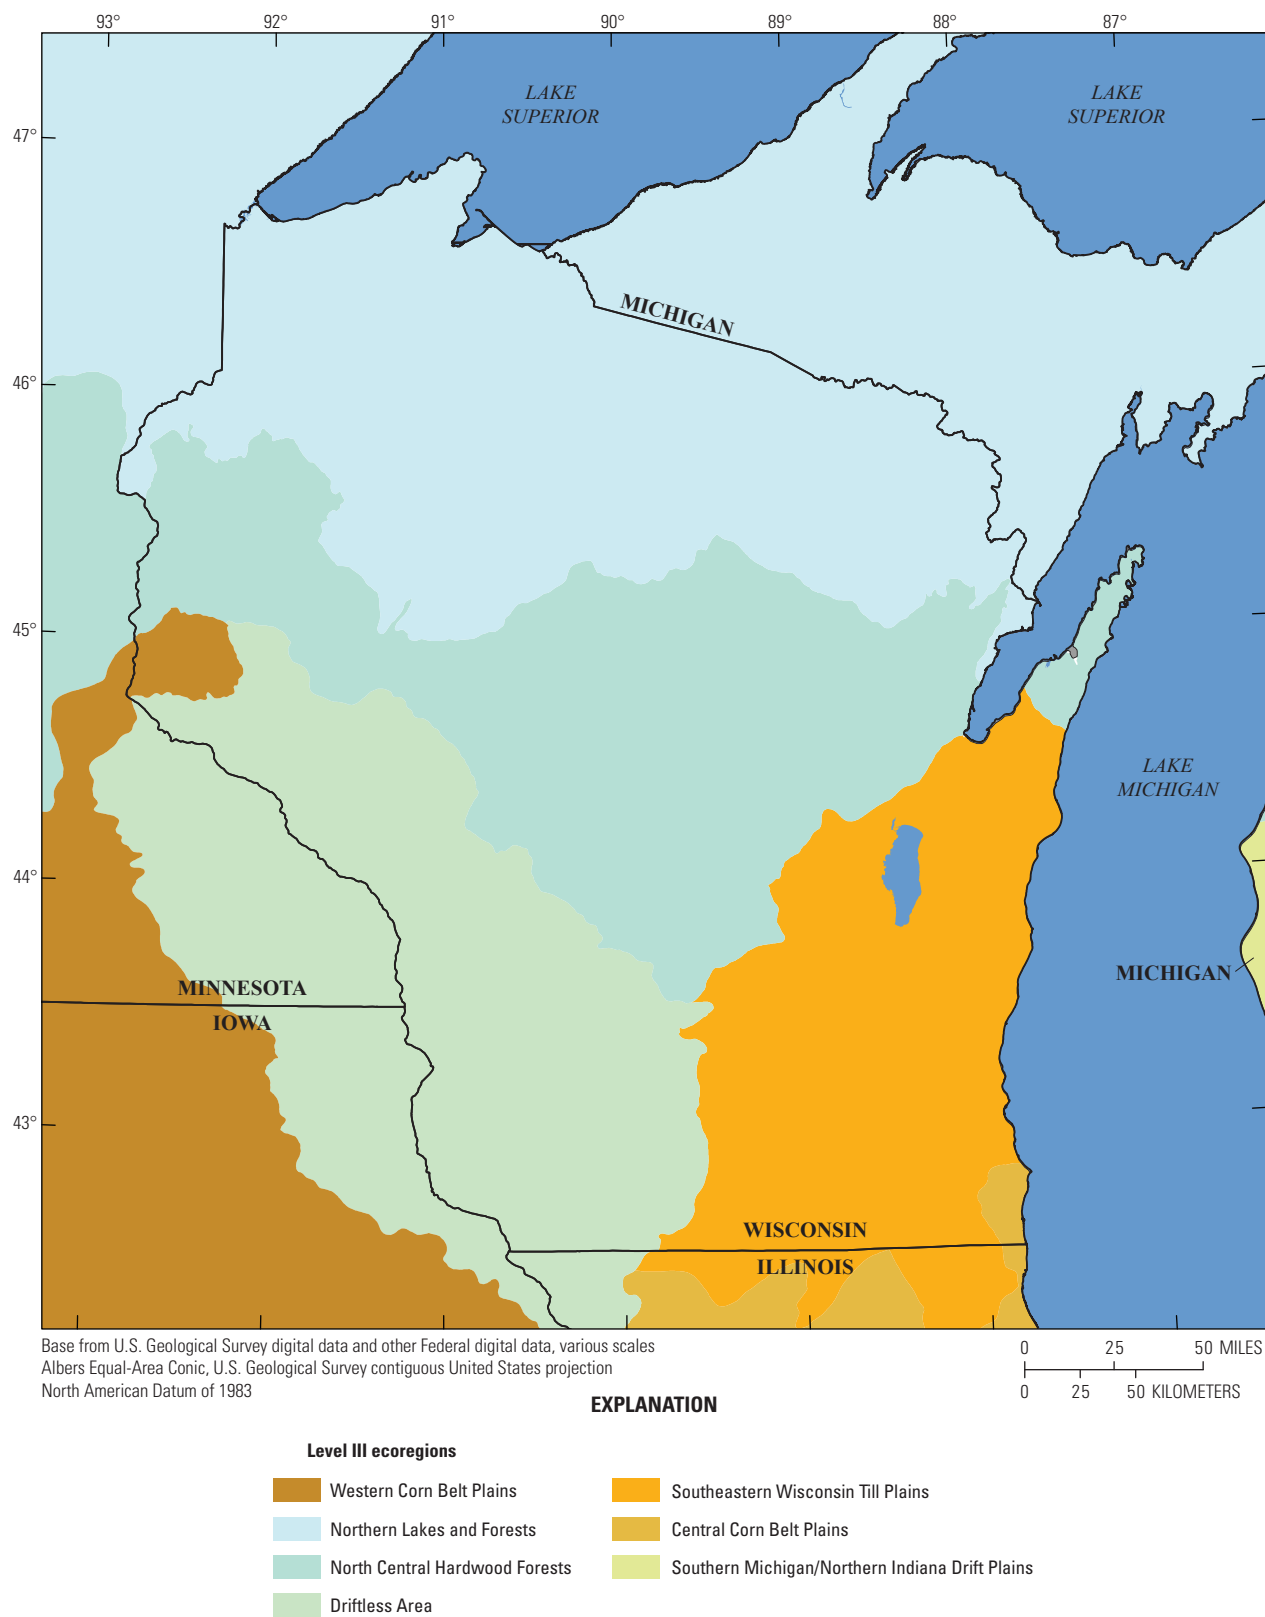 93° 92° 91° 90° 89° 88° 87°
LAKE
SUPERIOR
LAKE
SUPERIOR
47°
MICHIGAN
46°
45°
LAKE
MICHIGAN
44°
MICHIGAN
MINNESOTA
IOWA
43°
WISCONSIN
ILLINOIS
Base from U.S. Geological Survey digital data and other Federal digital data, various scales
Albers Equal-Area Conic, U.S. Geological Survey contiguous United States projection
North American Datum of 1983
0 25 50 MILES
0 25 50 KILOMETERS
EXPLANATION
Level III ecoregions
Western Corn Belt Plains
Northern Lakes and Forests
North Central Hardwood Forests
Driftless Area
Southeastern Wisconsin Till Plains
Central Corn Belt Plains
Southern Michigan/Northern Indiana Drift Plains